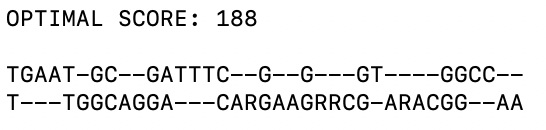 OPTIMAL SCORE: 188
TGAAT-GC--GATTTC--G--G---GT----GGCC--
T---TGGCAGGA---CARGAAGRRCG-ARACGG--AA